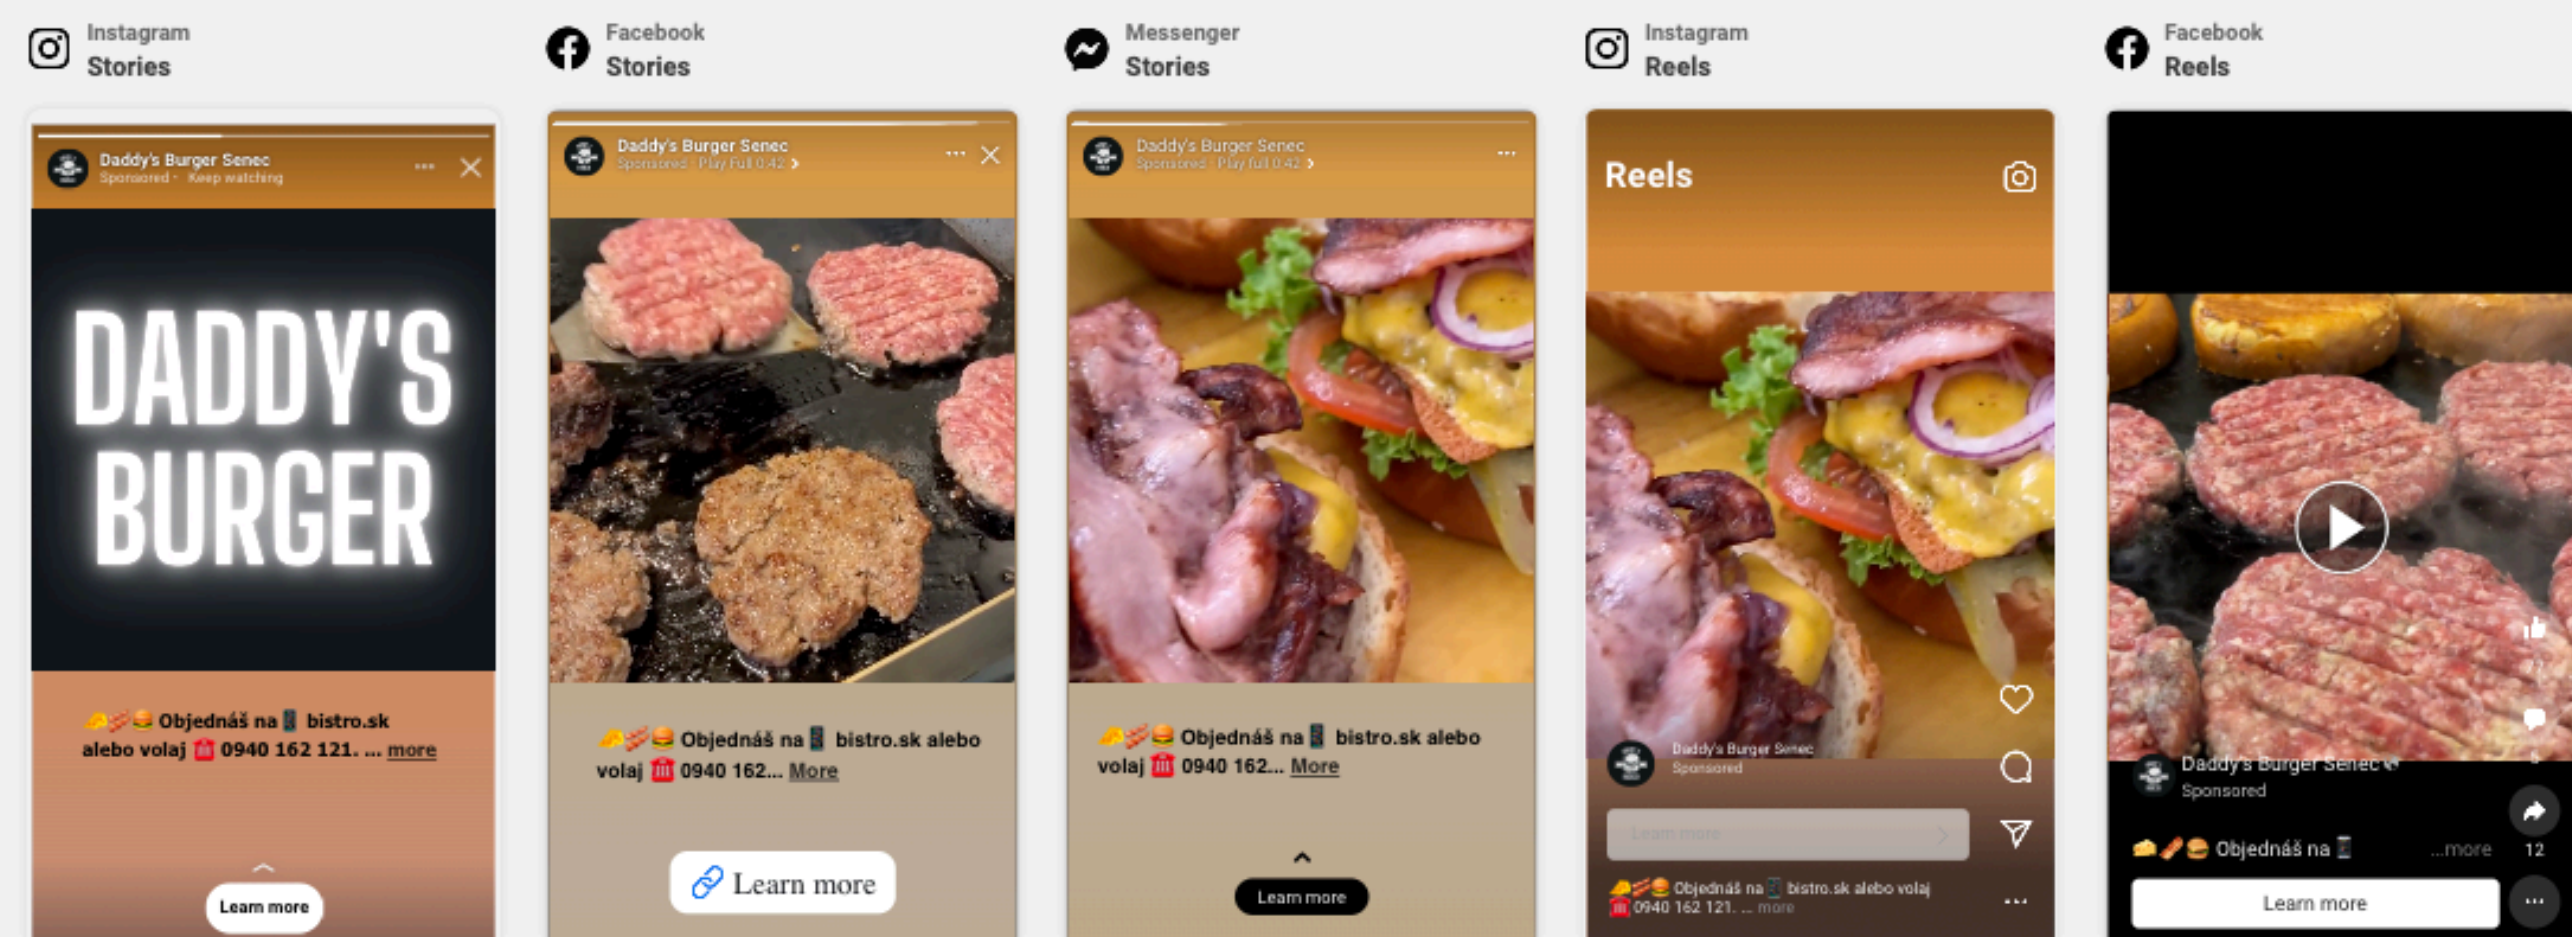 Instagram
Stories
Daddy's Burger Senec
Sponsored · Keep watching
DADDY'S
BURGER
Objednáš na bistro.sk
alebo volaj 0940 162 121. ... more
Learn more
Facebook
Stories
Daddy's Burger Senec
Sponsored · Play Full 0:42
Objednáš na bistro.sk alebo
volaj 0940 162... More
Learn more
Messenger
Stories
Daddy's Burger Senec
Sponsored · Play full 0:42
Objednáš na bistro.sk alebo
volaj 0940 162... More
Learn more
Instagram
Reels
Reels
Daddy's Burger Senec
Sponsored
Learn more
Objednáš na bistro.sk alebo volaj
0940 162 121. ... more
Facebook
Reels
Daddy's Burger Senec
Sponsored
Objednáš na ...more
12
Learn more